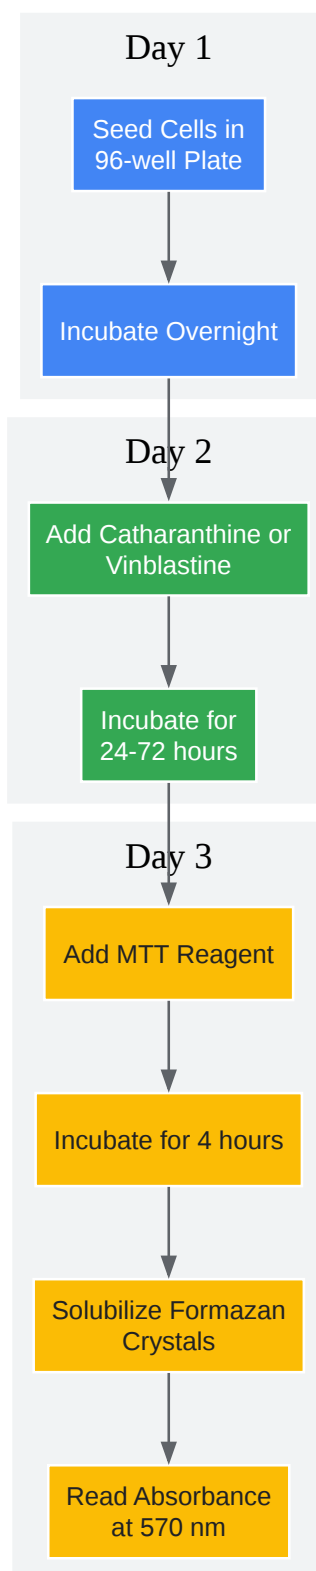 Day 1
Seed Cells in
96-well Plate
Incubate Overnight
Day 2
Add Catharanthine or
Vinblastine
Incubate for
24-72 hours
Day 3
Add MTT Reagent
Incubate for 4 hours
Solubilize Formazan
Crystals
Read Absorbance
at 570 nm